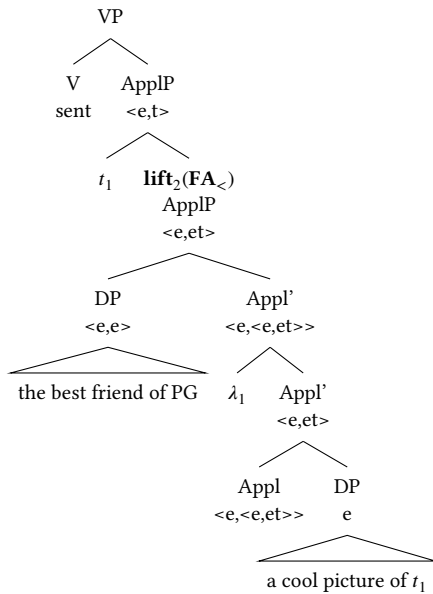 VP
V ApplP
sent <e,t>
t₁ lift₂(FA<)
ApplP
<e,et>
DP Appl'
<e,e> <e,<e,et>>
the best friend of PG λ₁ Appl'
<e,et>
Appl DP
<e,<e,et>> e
a cool picture of t₁